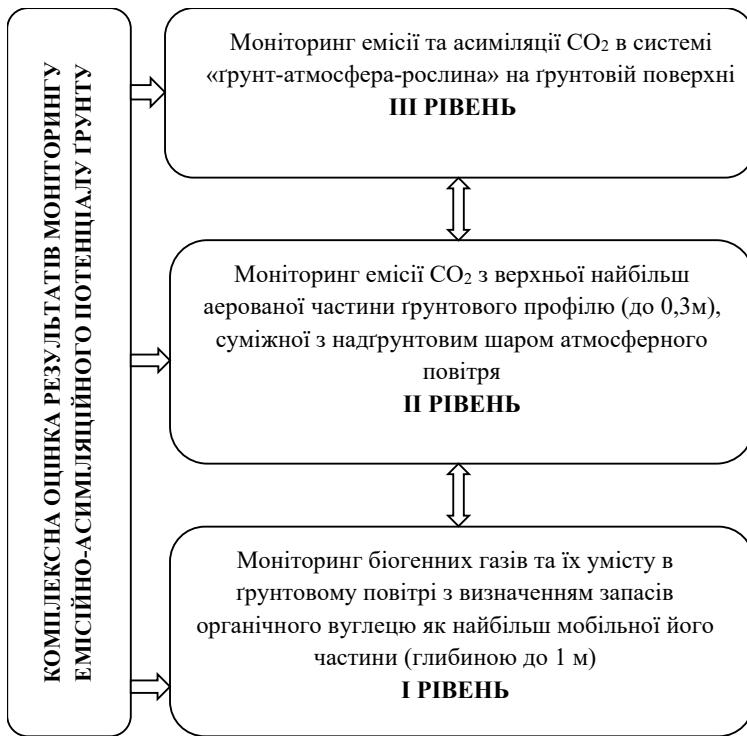 КОМПЛЕКСНА ОЦІНКА РЕЗУЛЬТАТІВ МОНІТОРИНГУ
ЕМІСІЙНО-АСИМІЛЯЦІЙНОГО ПОТЕНЦІАЛУ ҐРУНТУ
Моніторинг емісії та асиміляції CO₂ в системі
«ґрунт-атмосфера-рослина» на ґрунтовій поверхні
III РІВЕНЬ
Моніторинг емісії CO₂ з верхньої найбільш
аерованої частини ґрунтового профілю (до 0,3м),
суміжної з надґрунтовим шаром атмосферного
повітря
II РІВЕНЬ
Моніторинг біогенних газів та їх умісту в
ґрунтовому повітрі з визначенням запасів
органічного вуглецю як найбільш мобільної його
частини (глибиною до 1 м)
I РІВЕНЬ